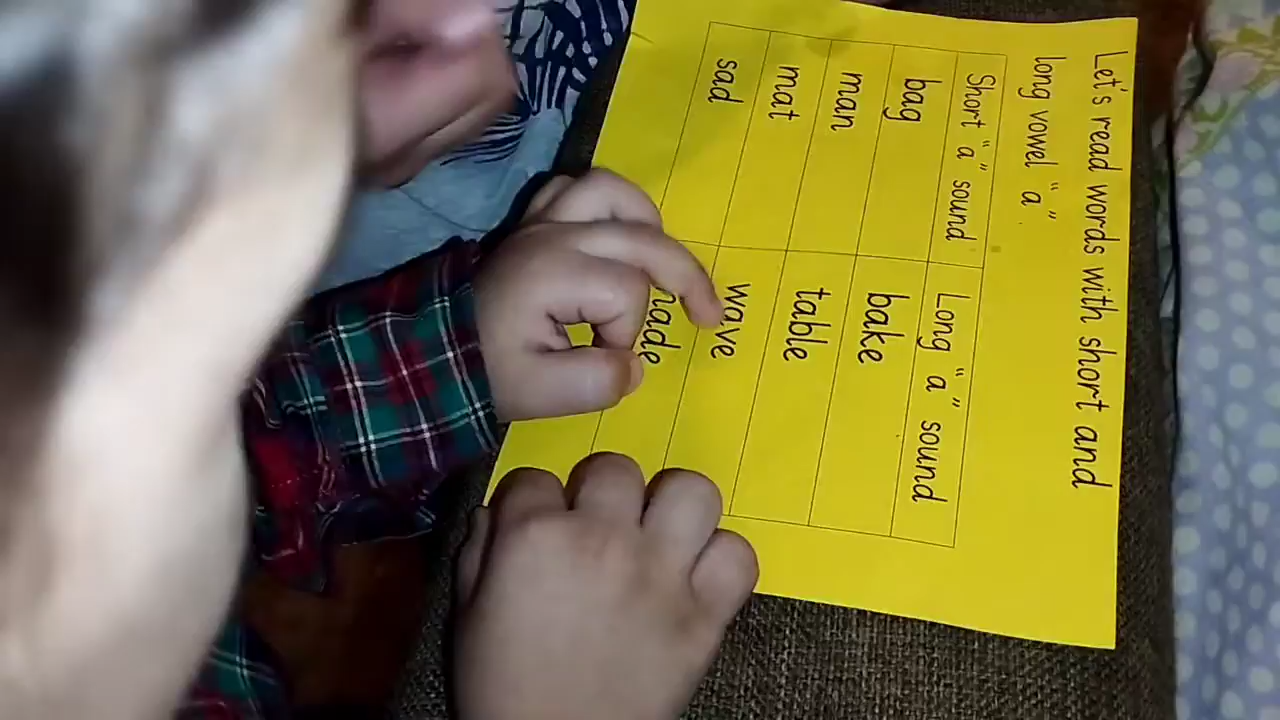 Let's read words with short and
long vowel "a"
Short "a" sound Long "a" sound
bag bake
man table
mat wave
sad